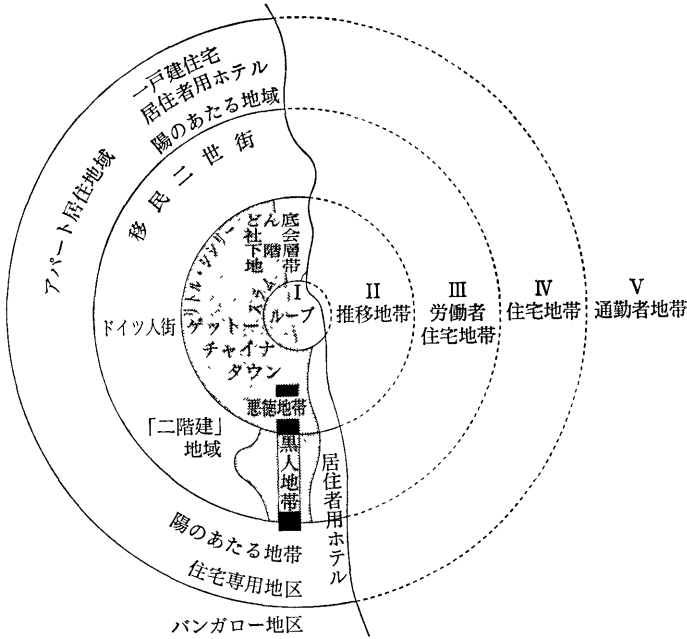 一戸建住宅
居住者用ホテル
陽のあたる地域
アパート居住地域
移民二世街
どん底
社会層
下階
地帯
リトル・シシリー
スラム
I
ループ
II
推移地帯
III
労働者
住宅地帯
IV
住宅地帯
V
通勤者地帯
ドイツ人街
ゲットー
チャイナ
タウン
悪徳地帯
「二階建」
地域
黒人地帯
居住者用ホテル
陽のあたる地帯
住宅専用地区
バンガロー地区